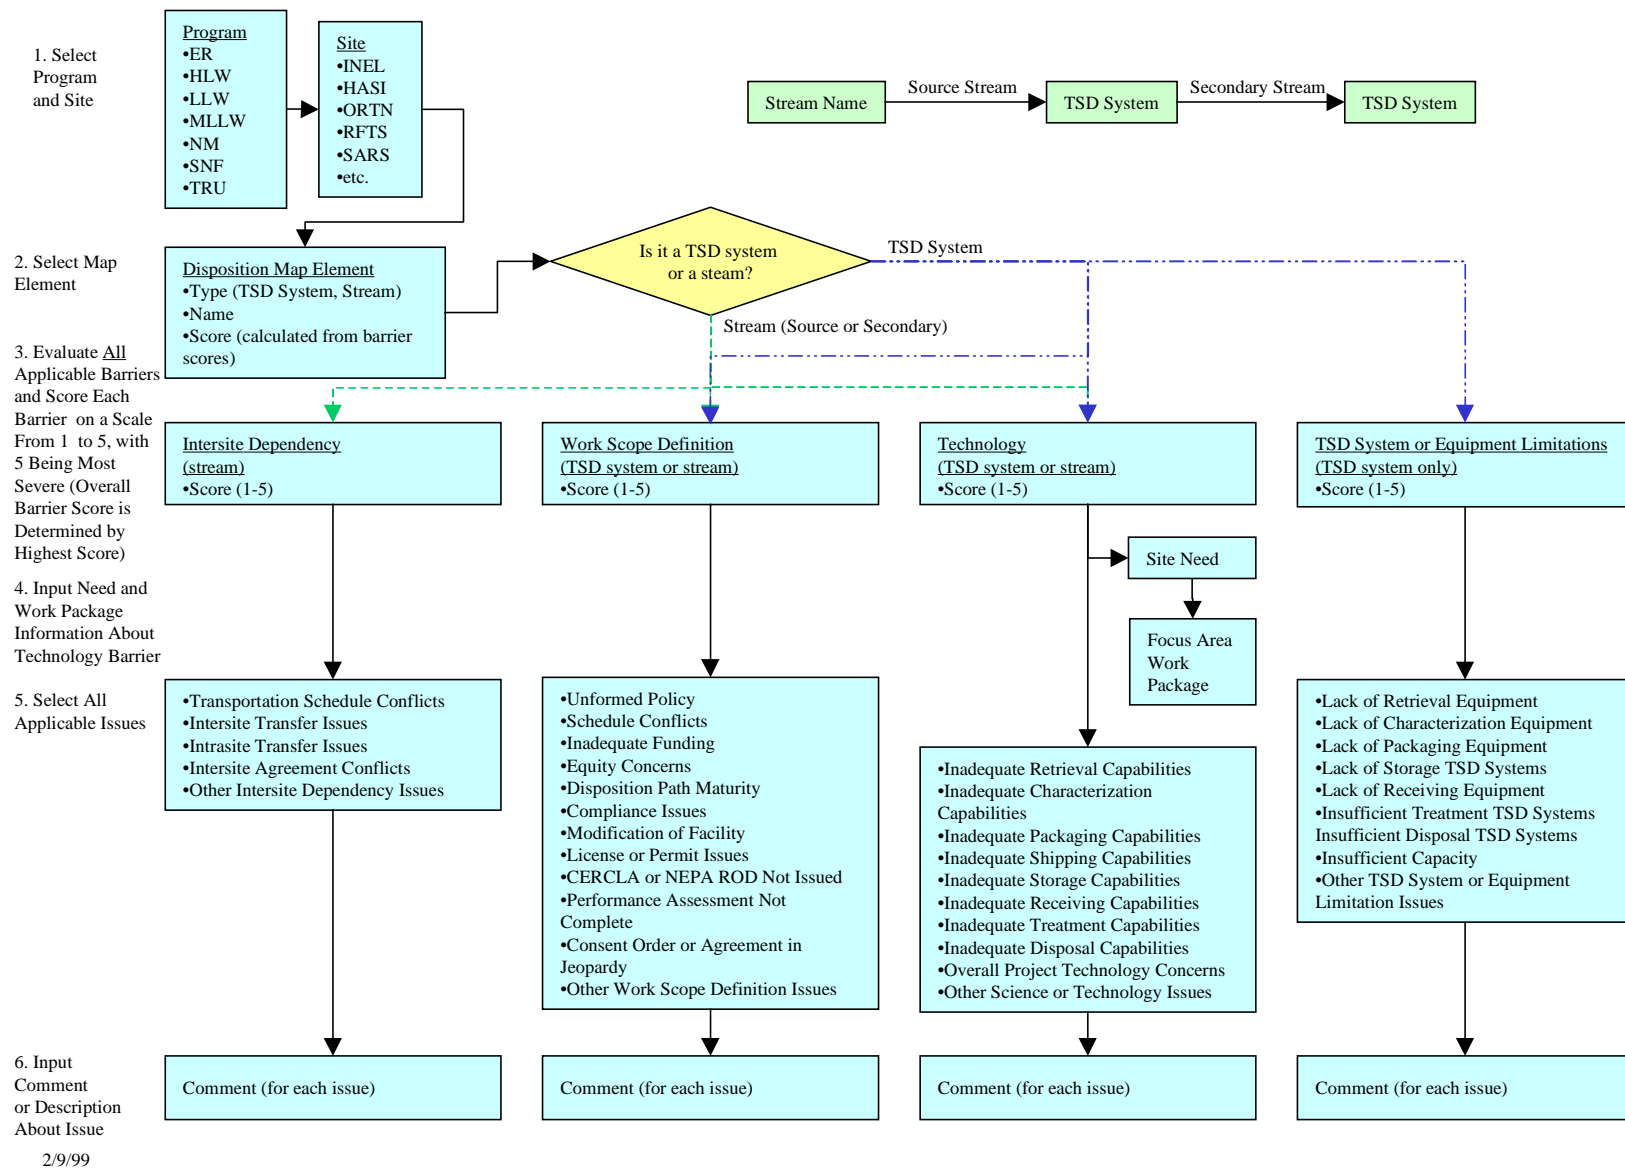 1. Select
Program
and Site
Program
•ER
•HLW
•LLW
•MLLW
•NM
•SNF
•TRU
Site
•INEL
•HASI
•ORTN
•RFTS
•SARS
•etc.
Stream Name
Source Stream
TSD System
Secondary Stream
TSD System
2. Select Map
Element
Disposition Map Element
•Type (TSD System, Stream)
•Name
•Score (calculated from barrier
scores)
Is it a TSD system
or a steam?
TSD System
Stream (Source or Secondary)
3. Evaluate All
Applicable Barriers
and Score Each
Barrier on a Scale
From 1 to 5, with
5 Being Most
Severe (Overall
Barrier Score is
Determined by
Highest Score)
Intersite Dependency
(stream)
•Score (1-5)
Work Scope Definition
(TSD system or stream)
•Score (1-5)
Technology
(TSD system or stream)
•Score (1-5)
TSD System or Equipment Limitations
(TSD system only)
•Score (1-5)
4. Input Need and
Work Package
Information About
Technology Barrier
Site Need
Focus Area
Work
Package
5. Select All
Applicable Issues
•Transportation Schedule Conflicts
•Intersite Transfer Issues
•Intrasite Transfer Issues
•Intersite Agreement Conflicts
•Other Intersite Dependency Issues
•Unformed Policy
•Schedule Conflicts
•Inadequate Funding
•Equity Concerns
•Disposition Path Maturity
•Compliance Issues
•Modification of Facility
•License or Permit Issues
•CERCLA or NEPA ROD Not Issued
•Performance Assessment Not
Complete
•Consent Order or Agreement in
Jeopardy
•Other Work Scope Definition Issues
•Inadequate Retrieval Capabilities
•Inadequate Characterization
Capabilities
•Inadequate Packaging Capabilities
•Inadequate Shipping Capabilities
•Inadequate Storage Capabilities
•Inadequate Receiving Capabilities
•Inadequate Treatment Capabilities
•Inadequate Disposal Capabilities
•Overall Project Technology Concerns
•Other Science or Technology Issues
•Lack of Retrieval Equipment
•Lack of Characterization Equipment
•Lack of Packaging Equipment
•Lack of Storage TSD Systems
•Lack of Receiving Equipment
•Insufficient Treatment TSD Systems
Insufficient Disposal TSD Systems
•Insufficient Capacity
•Other TSD System or Equipment
Limitation Issues
6. Input
Comment
or Description
About Issue
Comment (for each issue)
Comment (for each issue)
Comment (for each issue)
Comment (for each issue)
2/9/99